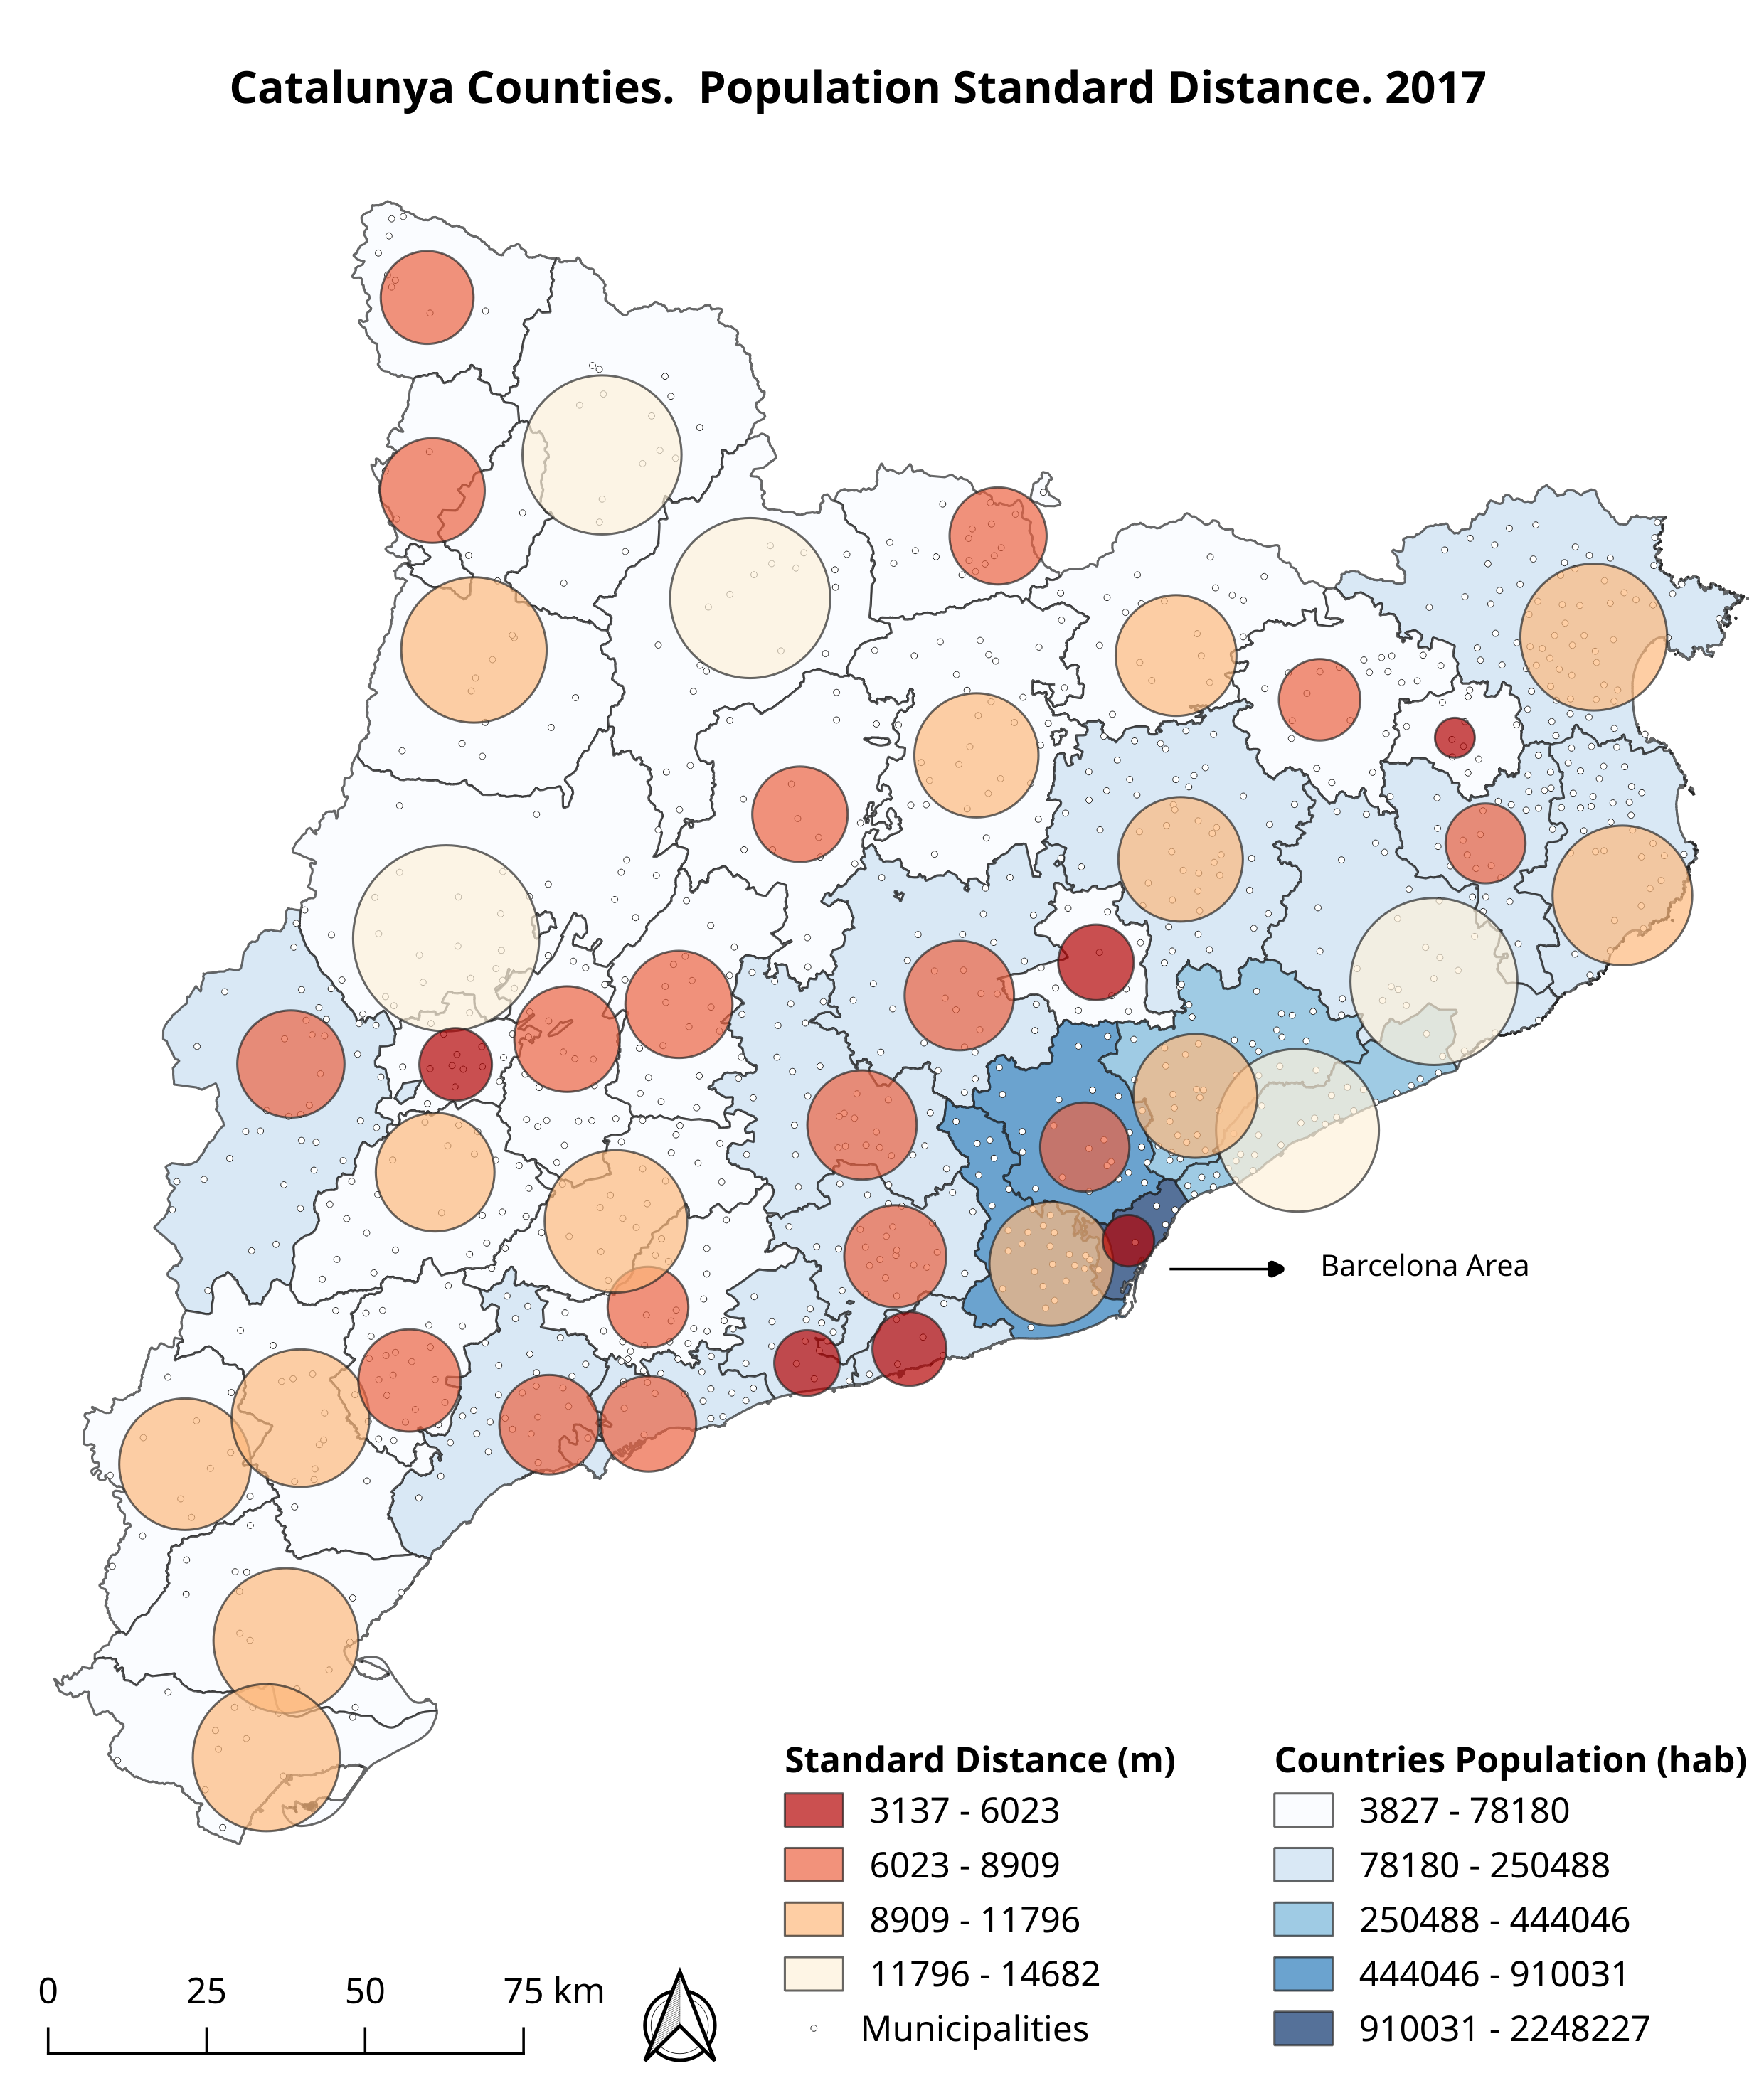 Catalunya Counties.  Population Standard Distance. 2017
Barcelona Area
Standard Distance (m)
3137 - 6023
6023 - 8909
8909 - 11796
11796 - 14682
Municipalities
Countries Population (hab)
3827 - 78180
78180 - 250488
250488 - 444046
444046 - 910031
910031 - 2248227
0 25 50 75 km